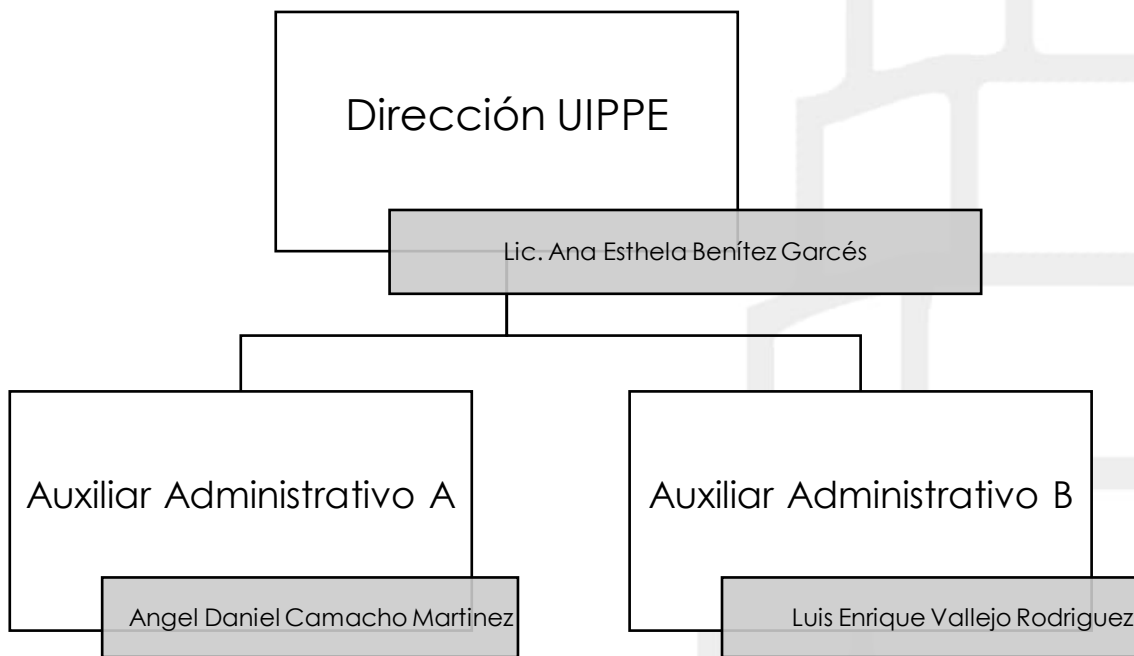 Dirección UIPPE
Lic. Ana Esthela Benítez Garcés
Auxiliar Administrativo A
Angel Daniel Camacho Martinez
Auxiliar Administrativo B
Luis Enrique Vallejo Rodriguez